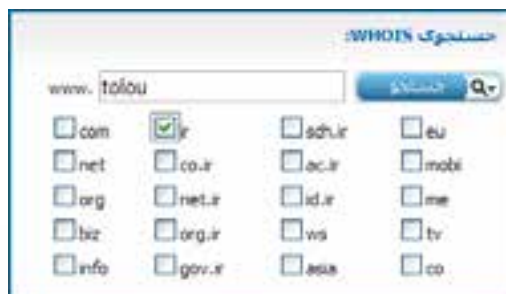 جستجوی WHOIS:
www. tolou جستجو
com ir sch.ir eu
net co.ir ac.ir mobi
org net.ir id.ir me
biz org.ir ws tv
info gov.ir asia co